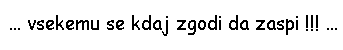 ... vsekemu se kdaj zgodi da zaspi !!! ...